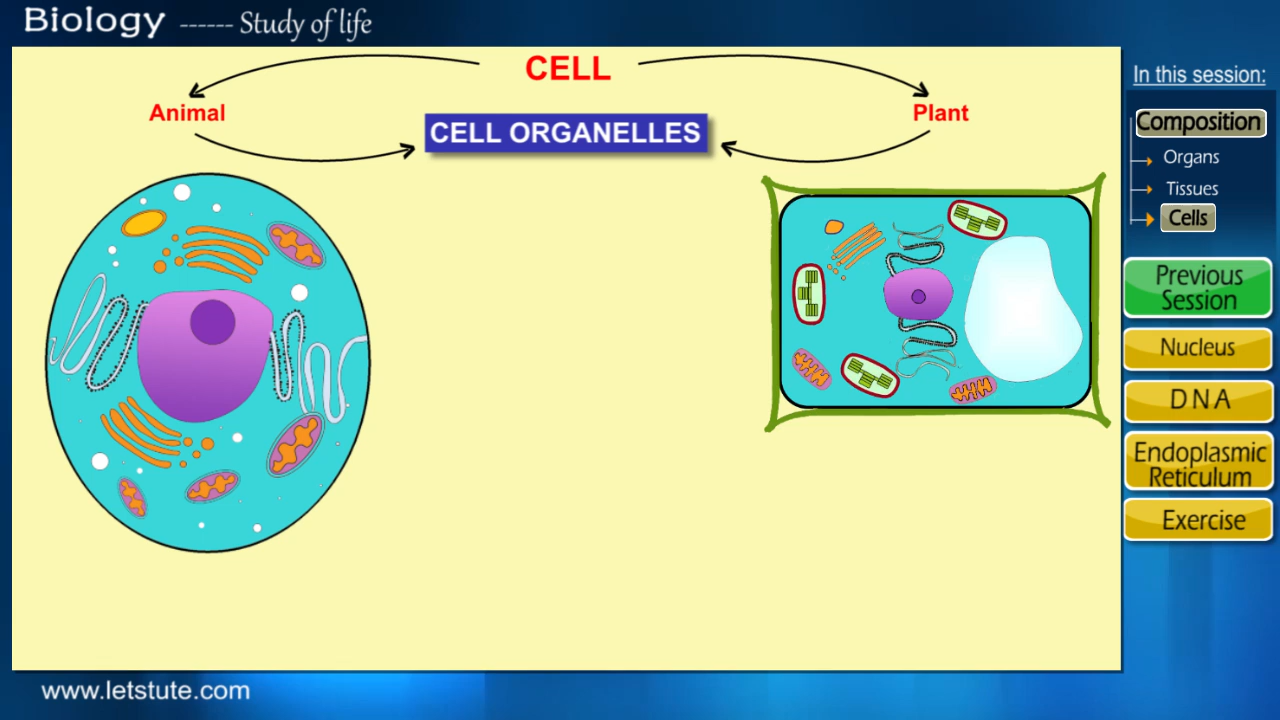 Biology ------ Study of life
CELL
Animal
Plant
CELL ORGANELLES
In this session:
Composition
Organs
Tissues
Cells
Previous
Session
Nucleus
DNA
Endoplasmic
Reticulum
Exercise
www.letstute.com